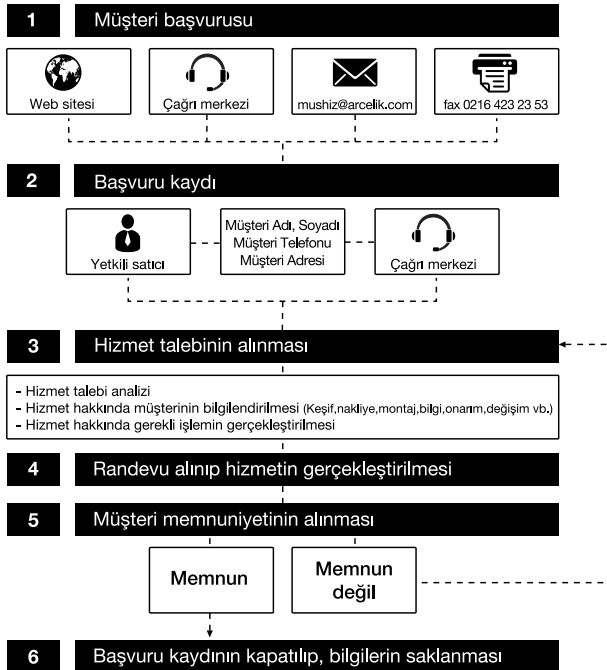 1 Müşteri başvurusu
Web sitesi
Çağrı merkezi
mushiz@arcelik.com
fax 0216 423 23 53
2 Başvuru kaydı
Yetkili satıcı
Müşteri Adı, Soyadı
Müşteri Telefonu
Müşteri Adresi
Çağrı merkezi
3 Hizmet talebinin alınması
- Hizmet talebi analizi
- Hizmet hakkında müşterinin bilgilendirilmesi (Keşif,nakliye,montaj,bilgi,onarım,değişim vb.)
- Hizmet hakkında gerekli işlemin gerçekleştirilmesi
4 Randevu alınıp hizmetin gerçekleştirilmesi
5 Müşteri memnuniyetinin alınması
Memnun
Memnun
değil
6 Başvuru kaydının kapatılıp, bilgilerin saklanması